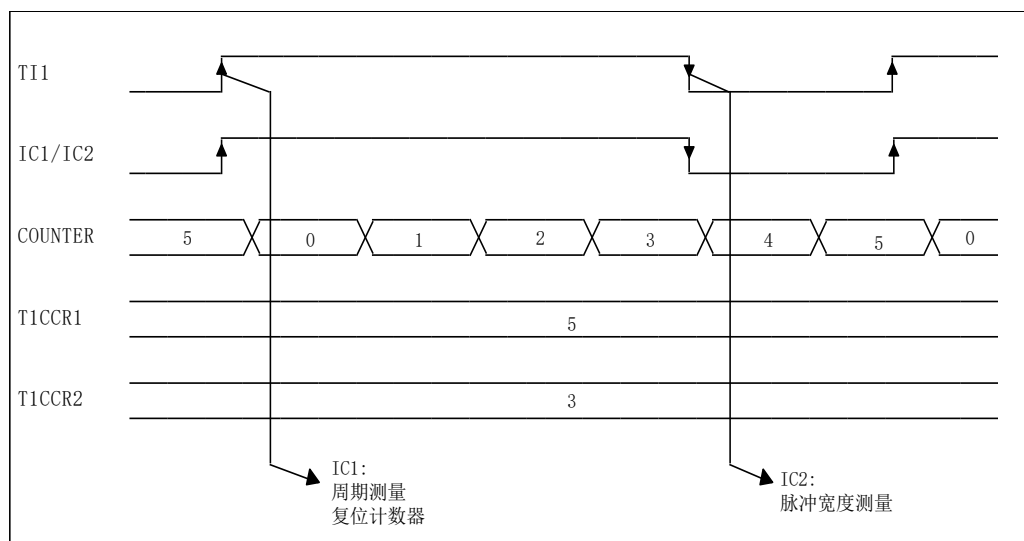 TI1
IC1/IC2
COUNTER 5 0 1 2 3 4 5 0
T1CCR1 5
T1CCR2 3
IC1:
周期测量
复位计数器
IC2:
脉冲宽度测量